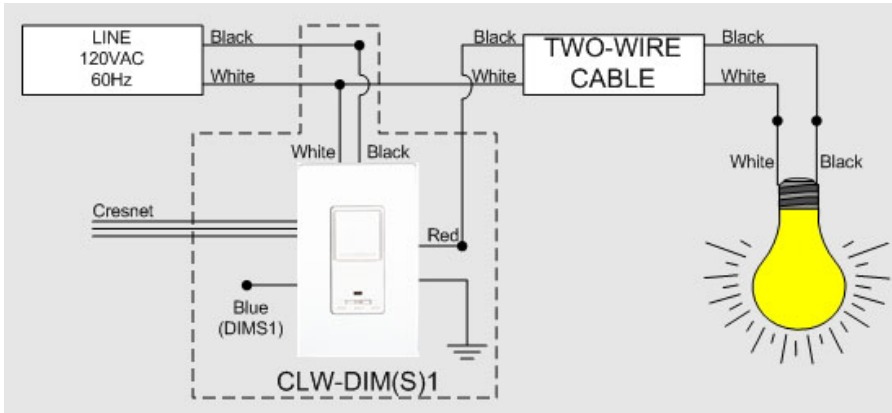 LINE
120VAC
60Hz
Black
White
Black
White
TWO-WIRE
CABLE
Black
White
White
Black
White
Black
Cresnet
Red
Blue
(DIMS1)
CLW-DIM(S)1